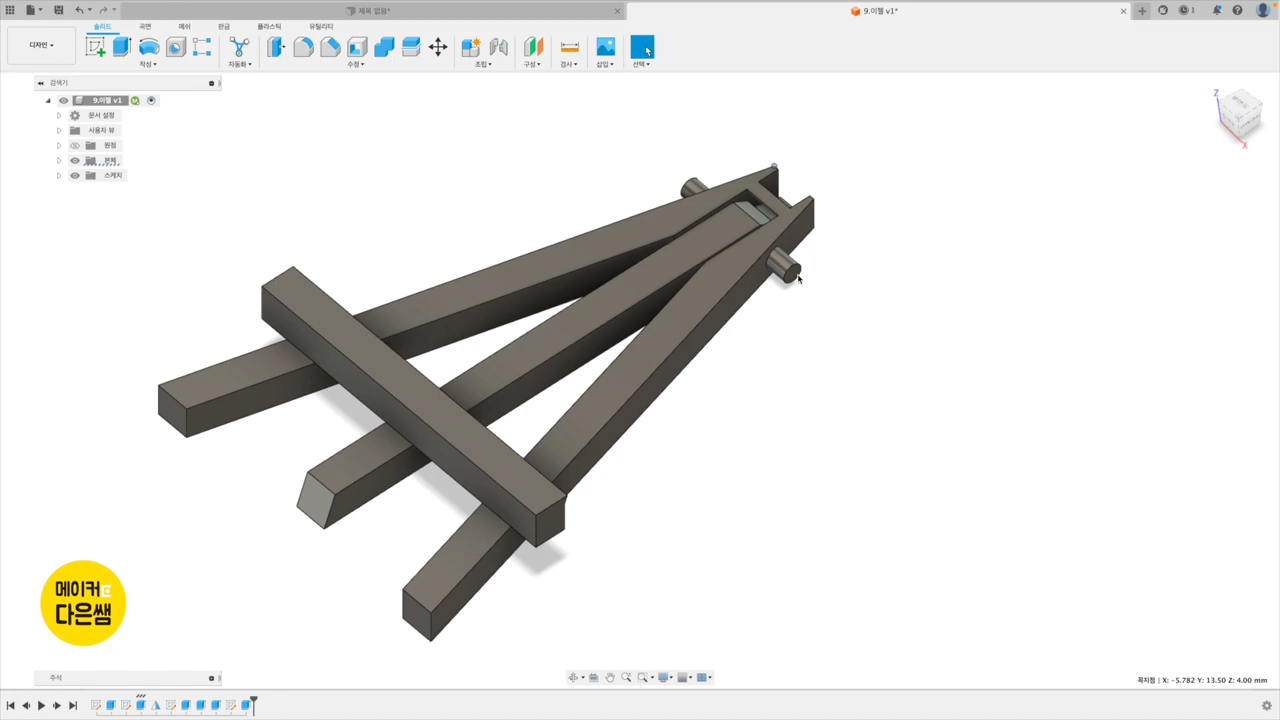 제목 없음*
9.이젤 v1*
1
디자인
솔리드
곡면
메쉬
판금
플라스틱
유틸리티
작성
자동화
수정
조립
구성
검사
삽입
선택
검색기
9.이젤 v1
문서 설정
사용자 뷰
원점
본체
스케치
Z
X
메이커
다은쌤
주석
꼭지점 | X: -5.782 Y: 13.50 Z: 4.00 mm